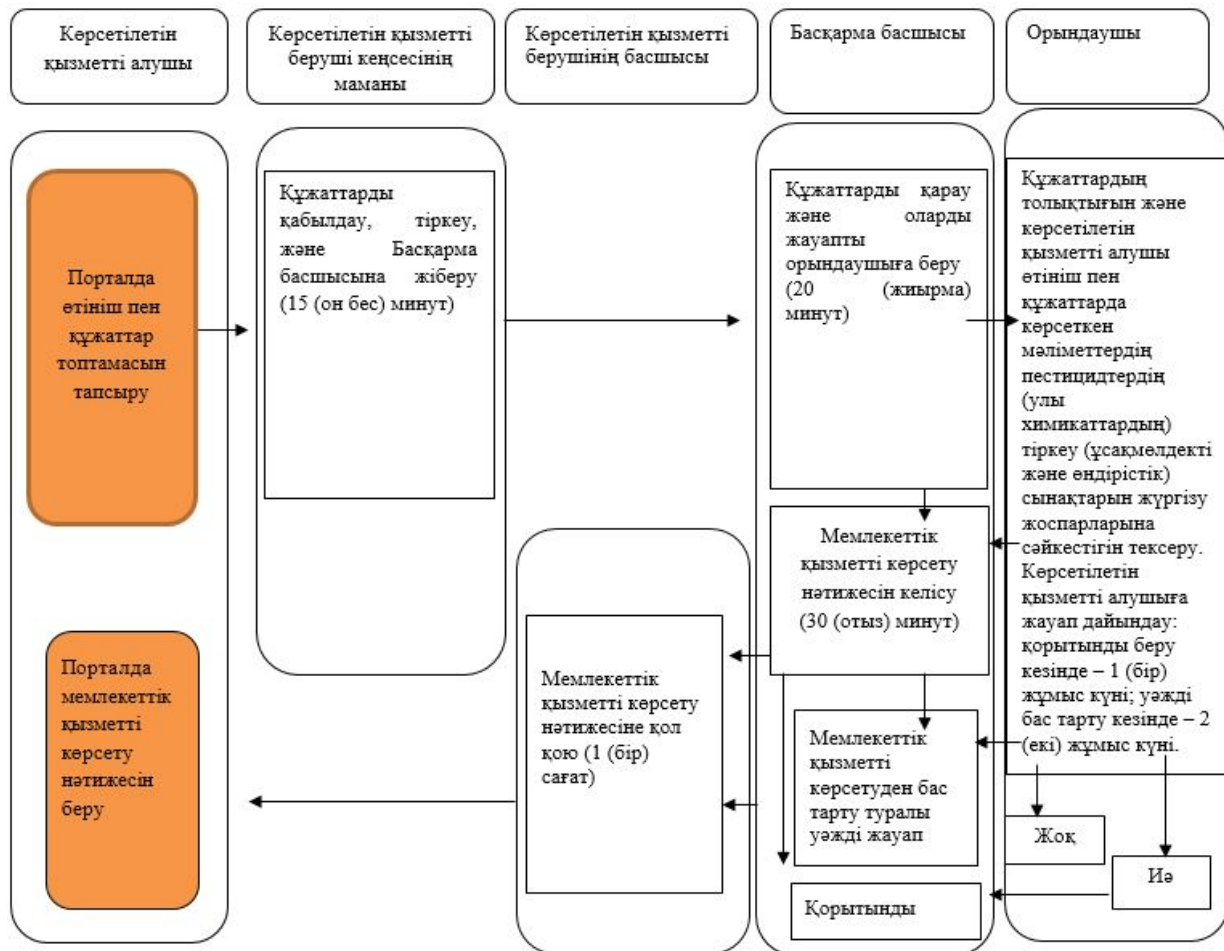 Көрсетілетін
қызметті алушы
Көрсетілетін қызметті
беруші кеңсесінің
маманы
Көрсетілетін қызметті
берушінің басшысы
Басқарма басшысы
Орындаушы
Порталда
өтініш пен
құжаттар
топтамасын
тапсыру
Құжаттарды
қабылдау, тіркеу,
және Басқарма
басшысына жіберу
(15 (он бес) минут)
Құжаттарды қарау
және оларды
жауапты
орындаушыға беру
(20 (жиырма)
минут)
Құжаттардың
толықтығын және
көрсетілетін
қызметті алушы
өтініш пен
құжаттарда
көрсеткен
мәліметтердің
пестицидтердің
(улы
химикаттардың)
тіркеу (ұсақмөлдекті
және өндірістік)
сынақтарын жүргізу
жоспарларына
сәйкестігін тексеру.
Көрсетілетін
қызметті алушыға
жауап дайындау:
қорытынды беру
кезінде – 1 (бір)
жұмыс күні; уәжді
бас тарту кезінде – 2
(екі) жұмыс күні.
Мемлекеттік
қызметті көрсету
нәтижесін келісу
(30 (отыз) минут)
Порталда
мемлекеттік
қызметті
көрсету
нәтижесін
беру
Мемлекеттік
қызметті көрсету
нәтижесіне қол
қою (1 (бір)
сағат)
Мемлекеттік
қызметті
көрсетуден бас
тарту туралы
уәжді жауап
Жоқ
Иә
Қорытынды